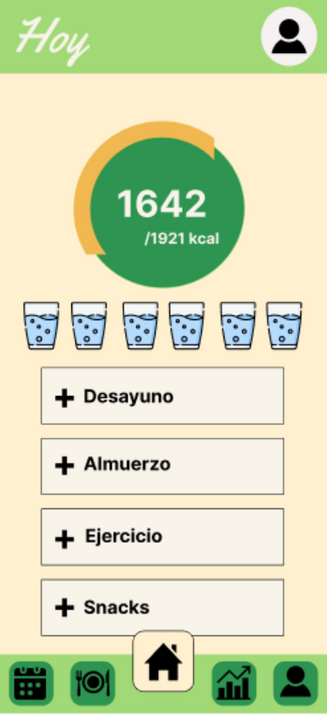 Hoy
1642
/1921 kcal
Desayuno
Almuerzo
Ejercicio
Snacks